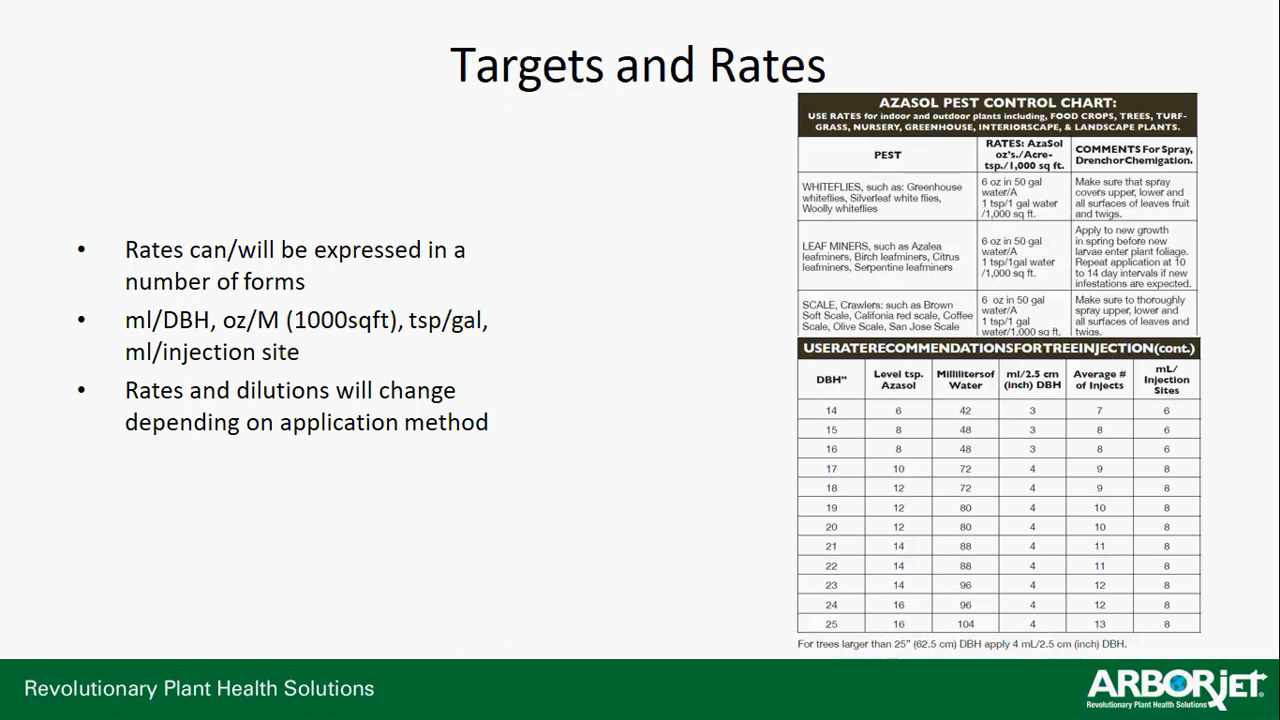 Targets and Rates
• Rates can/will be expressed in a
number of forms
• ml/DBH, oz/M (1000sqft), tsp/gal,
ml/injection site
• Rates and dilutions will change
depending on application method
AZASOL PEST CONTROL CHART:
USE RATES for indoor and outdoor plants including, FOOD CROPS, TREES, TURF-
GRASS, NURSERY, GREENHOUSE, INTERIORSCAPE, & LANDSCAPE PLANTS.
PEST
RATES: AzaSol
oz's./Acre-
tsp./1,000 sq ft.
COMMENTS For Spray,
DrenchorChemigation.
WHITEFLIES, such as: Greenhouse
whiteflies, Silverleaf white flies,
Woolly whiteflies
6 oz in 50 gal
water/A
1 tsp/1 gal water
/1,000 sq ft.
Make sure that spray
covers upper, lower and
all surfaces of leaves fruit
and twigs.
LEAF MINERS, such as Azalea
leafminers, Birch leafminers, Citrus
leafminers, Serpentine leafminers
6 oz in 50 gal
water/A
1 tsp/1gal water
/1,000 sq ft.
Apply to new growth
in spring before new
larvae enter plant foliage.
Repeat application at 10
to 14 day intervals if new
infestations are expected.
SCALE, Crawlers: such as Brown
Soft Scale, Califonia red scale, Coffee
Scale, Olive Scale, San Jose Scale
6 oz in 50 gal
water/A
1 tsp/1 gal
water/1,000 sq ft.
Make sure to thoroughly
spray upper, lower and
all surfaces of leaves and
twigs.
USERATERECOMMENDATIONSFORTREEINJECTION(cont.)
DBH"
Level tsp.
Azasol
Millilitersof
Water
ml/2.5 cm
(inch) DBH
Average #
of Injects
mL/
Injection
Sites
14 6 42 3 7 6
15 8 48 3 8 6
16 8 48 3 8 6
17 10 72 4 9 8
18 12 72 4 9 8
19 12 80 4 10 8
20 12 80 4 10 8
21 14 88 4 11 8
22 14 88 4 11 8
23 14 96 4 12 8
24 16 96 4 12 8
25 16 104 4 13 8
For trees larger than 25" (62.5 cm) DBH apply 4 mL/2.5 cm (inch) DBH.
Revolutionary Plant Health Solutions
ARBORjet
Revolutionary Plant Health Solutions